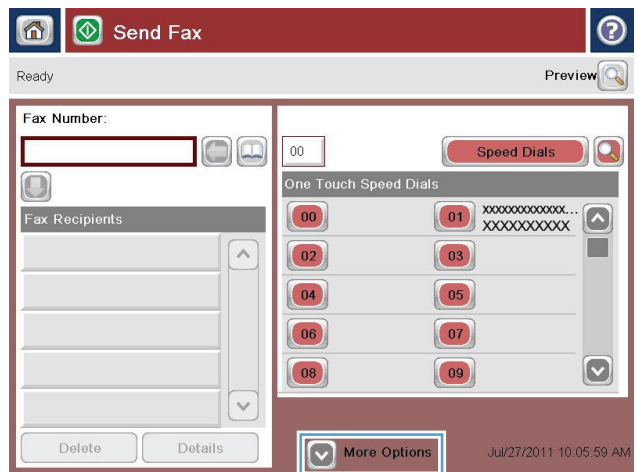 Send Fax
?
Ready
Preview
Fax Number:
Fax Recipients
Delete
Details
00
Speed Dials
One Touch Speed Dials
00
01
xxxxxxxxxxxx...
XXXXXXXXXX
02
03
04
05
06
07
08
09
More Options
Jul/27/2011 10:05:59 AM